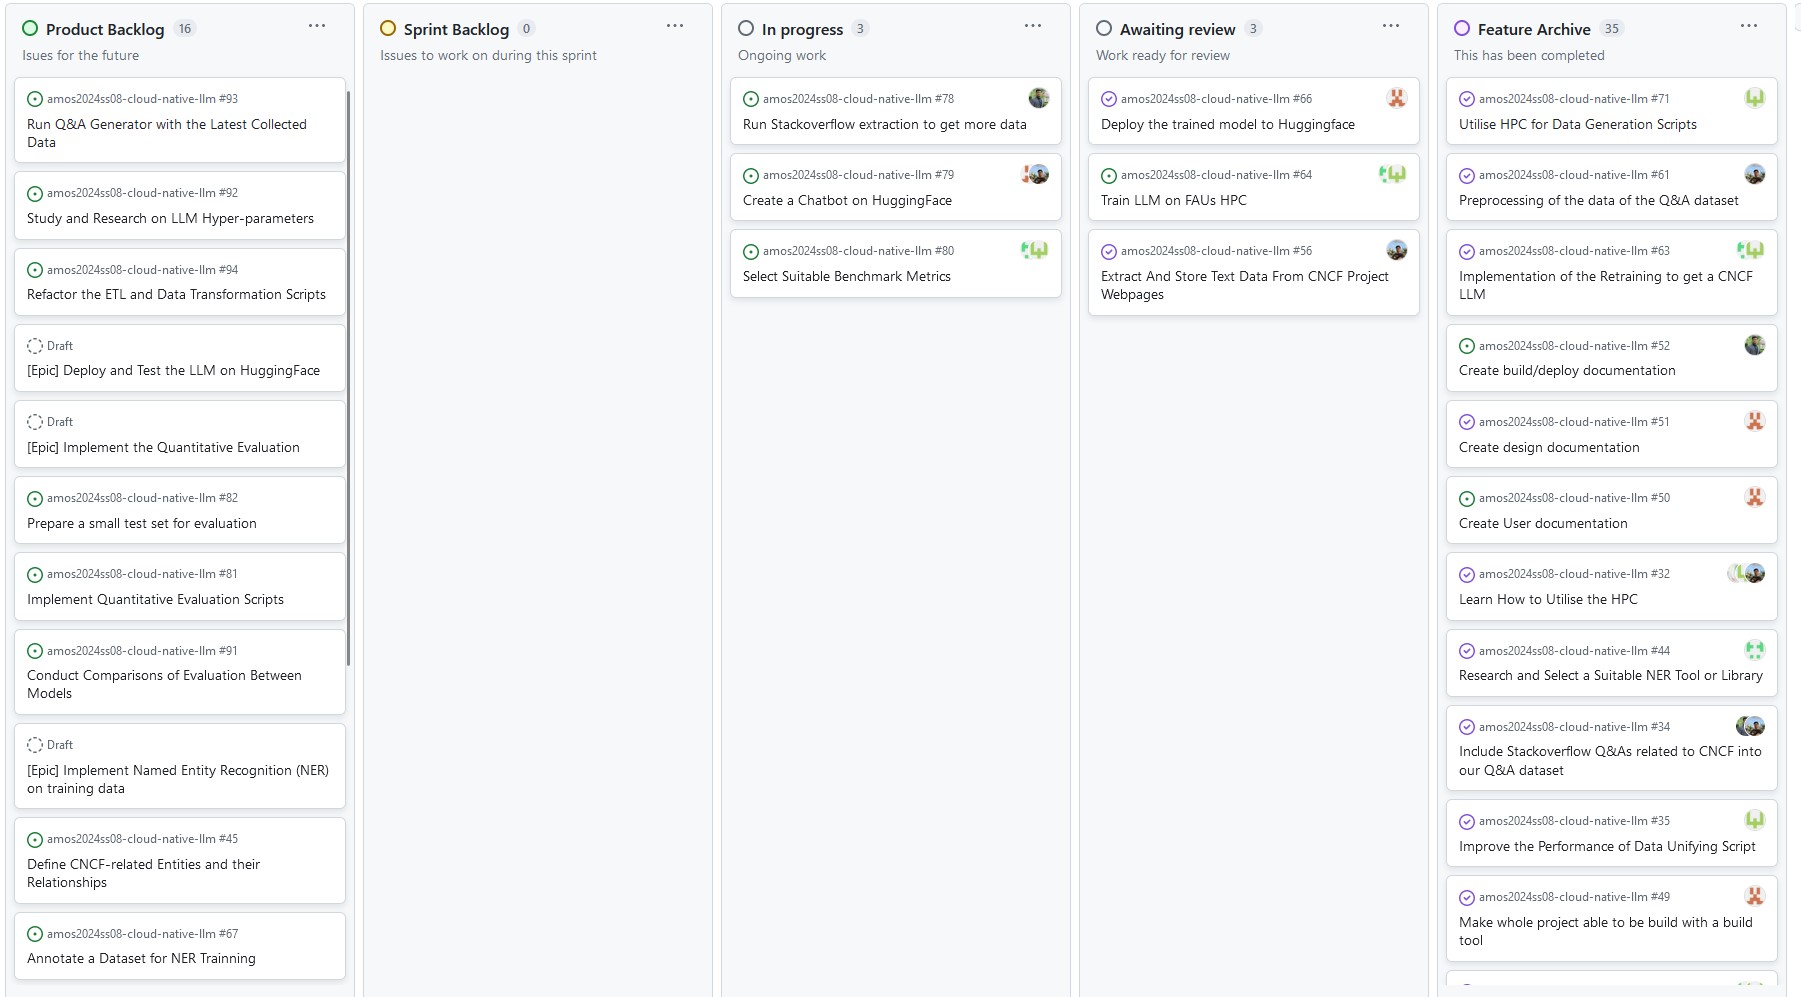 Product Backlog 16
Isues for the future
amos2024ss08-cloud-native-llm #93
Run Q&A Generator with the Latest Collected
Data
amos2024ss08-cloud-native-llm #92
Study and Research on LLM Hyper-parameters
amos2024ss08-cloud-native-llm #94
Refactor the ETL and Data Transformation Scripts
Draft
[Epic] Deploy and Test the LLM on HuggingFace
Draft
[Epic] Implement the Quantitative Evaluation
amos2024ss08-cloud-native-llm #82
Prepare a small test set for evaluation
amos2024ss08-cloud-native-llm #81
Implement Quantitative Evaluation Scripts
amos2024ss08-cloud-native-llm #91
Conduct Comparisons of Evaluation Between
Models
Draft
[Epic] Implement Named Entity Recognition (NER)
on training data
amos2024ss08-cloud-native-llm #45
Define CNCF-related Entities and their
Relationships
amos2024ss08-cloud-native-llm #67
Annotate a Dataset for NER Trainning
Sprint Backlog 0
Issues to work on during this sprint
In progress 3
Ongoing work
amos2024ss08-cloud-native-llm #78
Run Stackoverflow extraction to get more data
amos2024ss08-cloud-native-llm #79
Create a Chatbot on HuggingFace
amos2024ss08-cloud-native-llm #80
Select Suitable Benchmark Metrics
Awaiting review 3
Work ready for review
amos2024ss08-cloud-native-llm #66
Deploy the trained model to Huggingface
amos2024ss08-cloud-native-llm #64
Train LLM on FAUs HPC
amos2024ss08-cloud-native-llm #56
Extract And Store Text Data From CNCF Project
Webpages
Feature Archive 35
This has been completed
amos2024ss08-cloud-native-llm #71
Utilise HPC for Data Generation Scripts
amos2024ss08-cloud-native-llm #61
Preprocessing of the data of the Q&A dataset
amos2024ss08-cloud-native-llm #63
Implementation of the Retraining to get a CNCF
LLM
amos2024ss08-cloud-native-llm #52
Create build/deploy documentation
amos2024ss08-cloud-native-llm #51
Create design documentation
amos2024ss08-cloud-native-llm #50
Create User documentation
amos2024ss08-cloud-native-llm #32
Learn How to Utilise the HPC
amos2024ss08-cloud-native-llm #44
Research and Select a Suitable NER Tool or Library
amos2024ss08-cloud-native-llm #34
Include Stackoverflow Q&As related to CNCF into
our Q&A dataset
amos2024ss08-cloud-native-llm #35
Improve the Performance of Data Unifying Script
amos2024ss08-cloud-native-llm #49
Make whole project able to be build with a build
tool